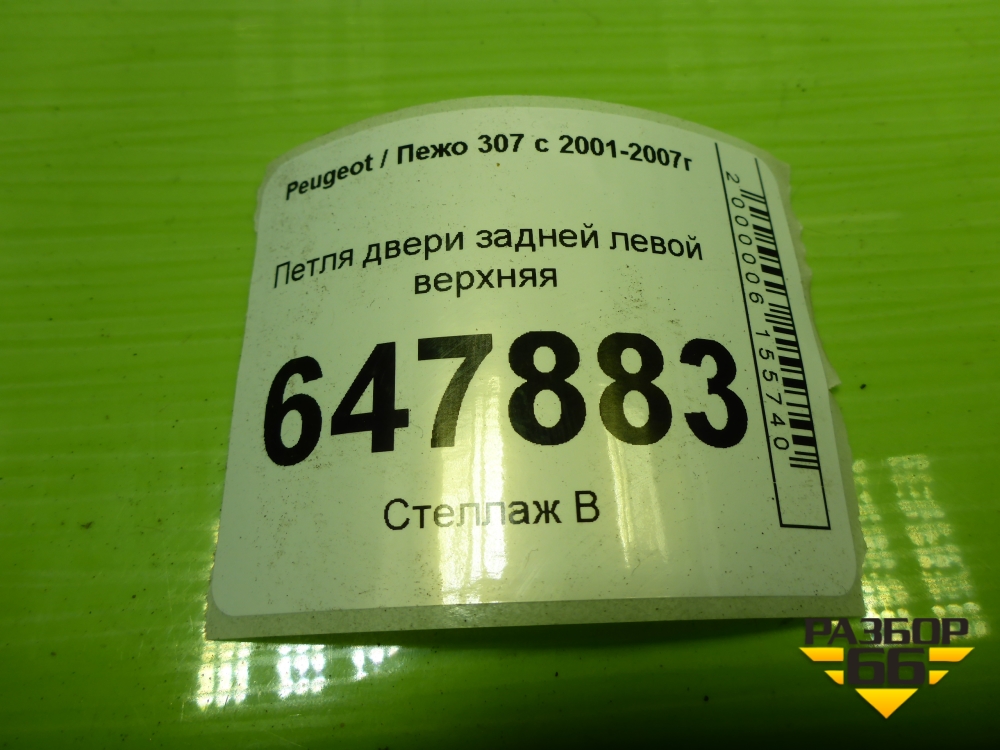 Peugeot / Пежо 307 с 2001-2007г
Петля двери задней левой
верхняя
647883
Стеллаж В
2000006155740
РАЗБОР
66